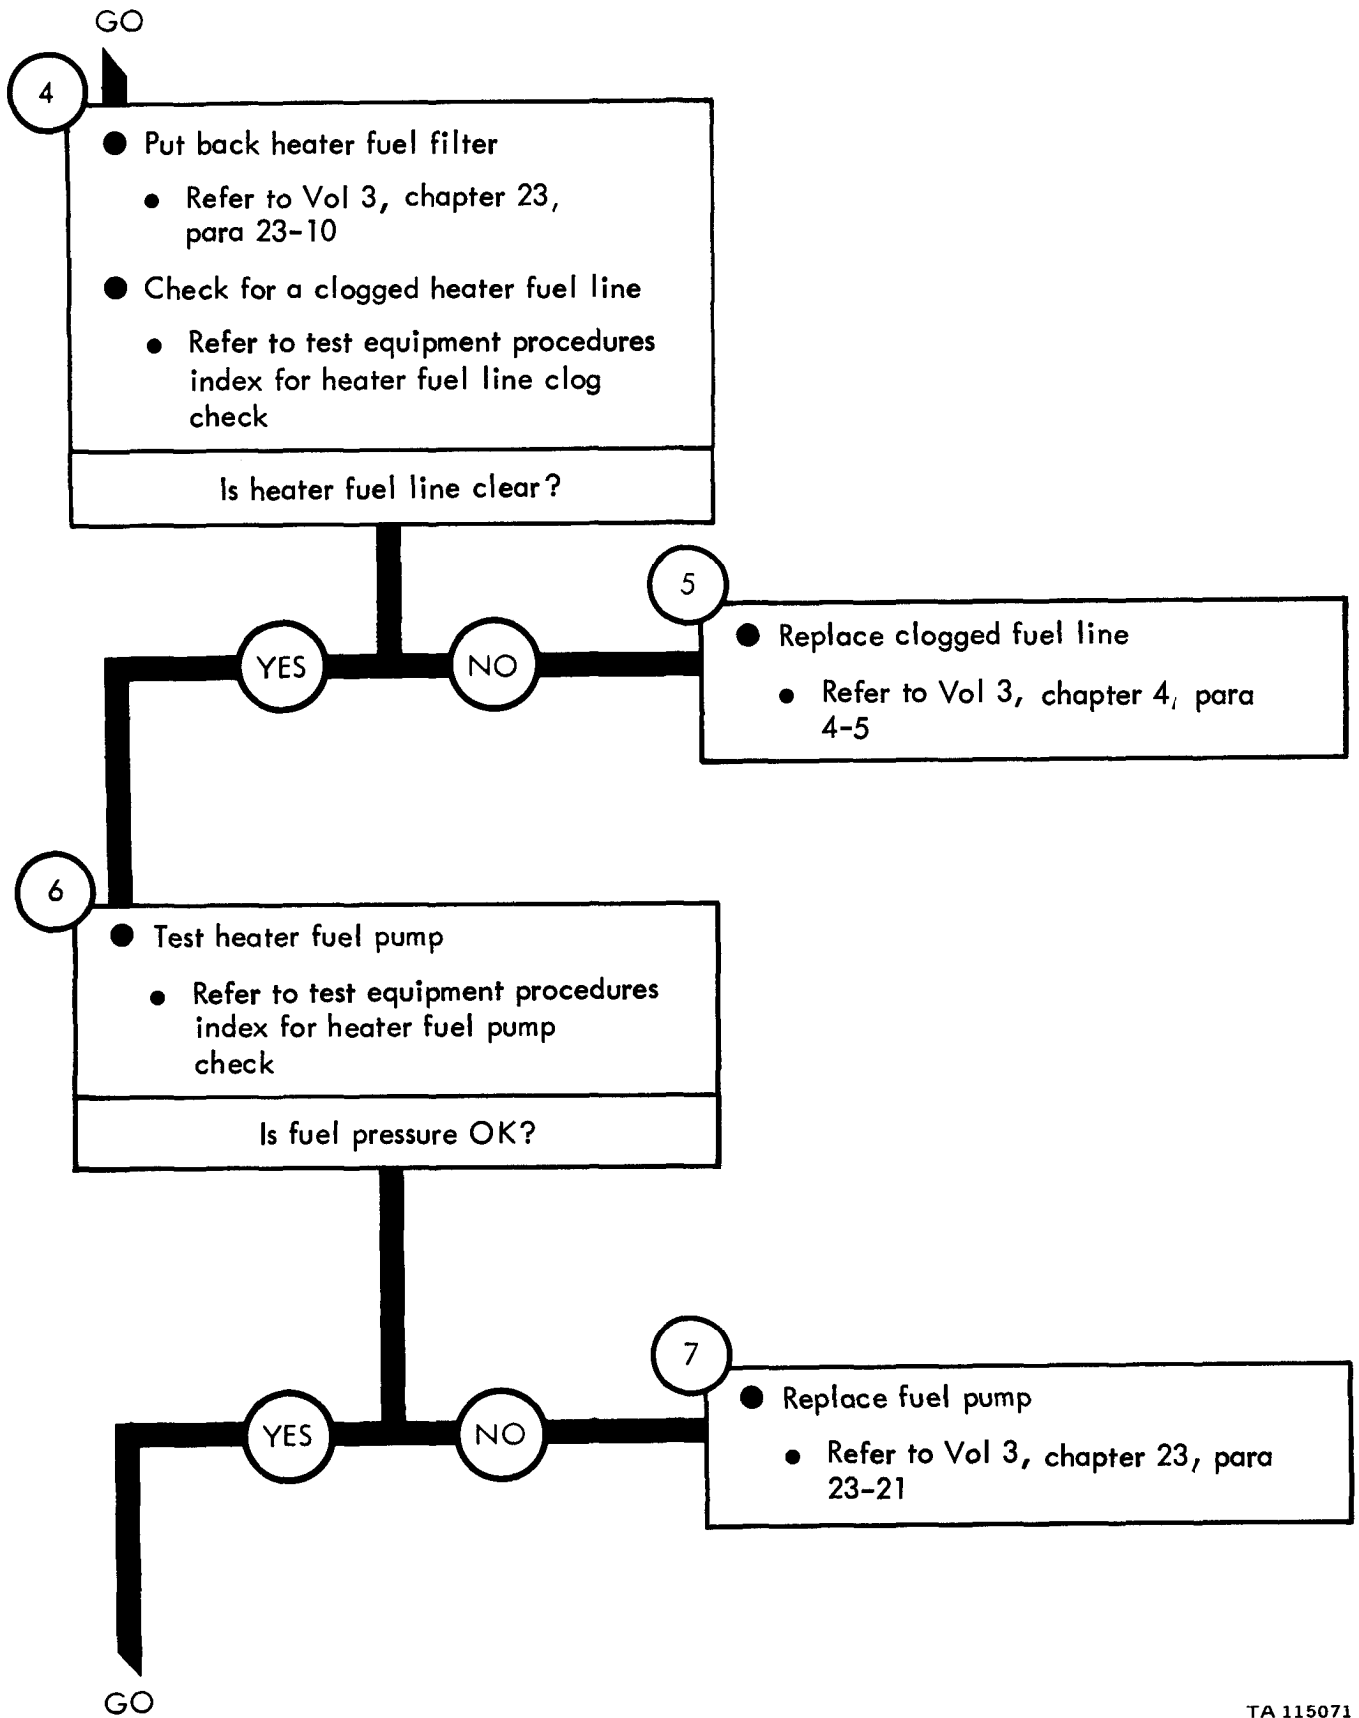 GO
4
● Put back heater fuel filter
● Refer to Vol 3, chapter 23,
para 23-10
● Check for a clogged heater fuel line
● Refer to test equipment procedures
index for heater fuel line clog
check
Is heater fuel line clear?
YES
NO
5
● Replace clogged fuel line
● Refer to Vol 3, chapter 4, para
4-5
6
● Test heater fuel pump
● Refer to test equipment procedures
index for heater fuel pump
check
Is fuel pressure OK?
YES
NO
7
● Replace fuel pump
● Refer to Vol 3, chapter 23, para
23-21
GO
TA 115071